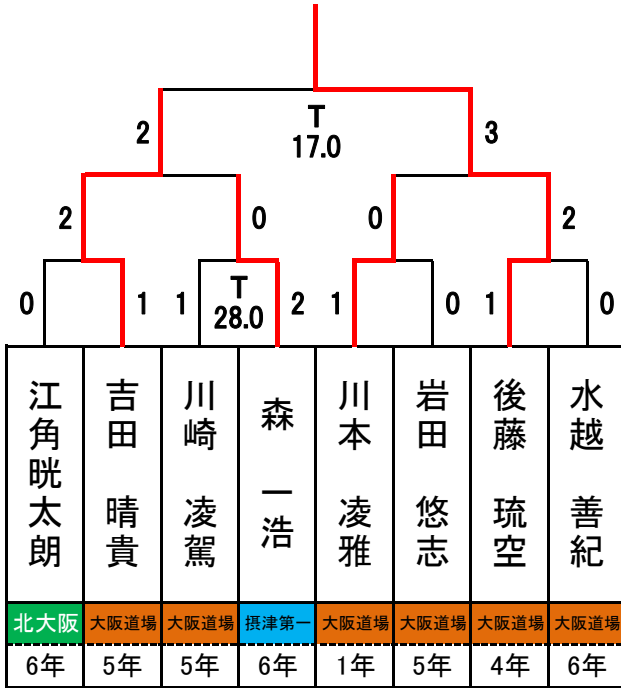 T
17.0
2
3
2
0
0
2
0
1
1
T
28.0
2
1
0
1
0
江角晄太朗
吉田 晴貴
川崎 凌駕
森 一浩
川本 凌雅
岩田 悠志
後藤 琉空
水越 善紀
北大阪
大阪道場
大阪道場
摂津第一
大阪道場
大阪道場
大阪道場
大阪道場
6年
5年
5年
6年
1年
5年
4年
6年